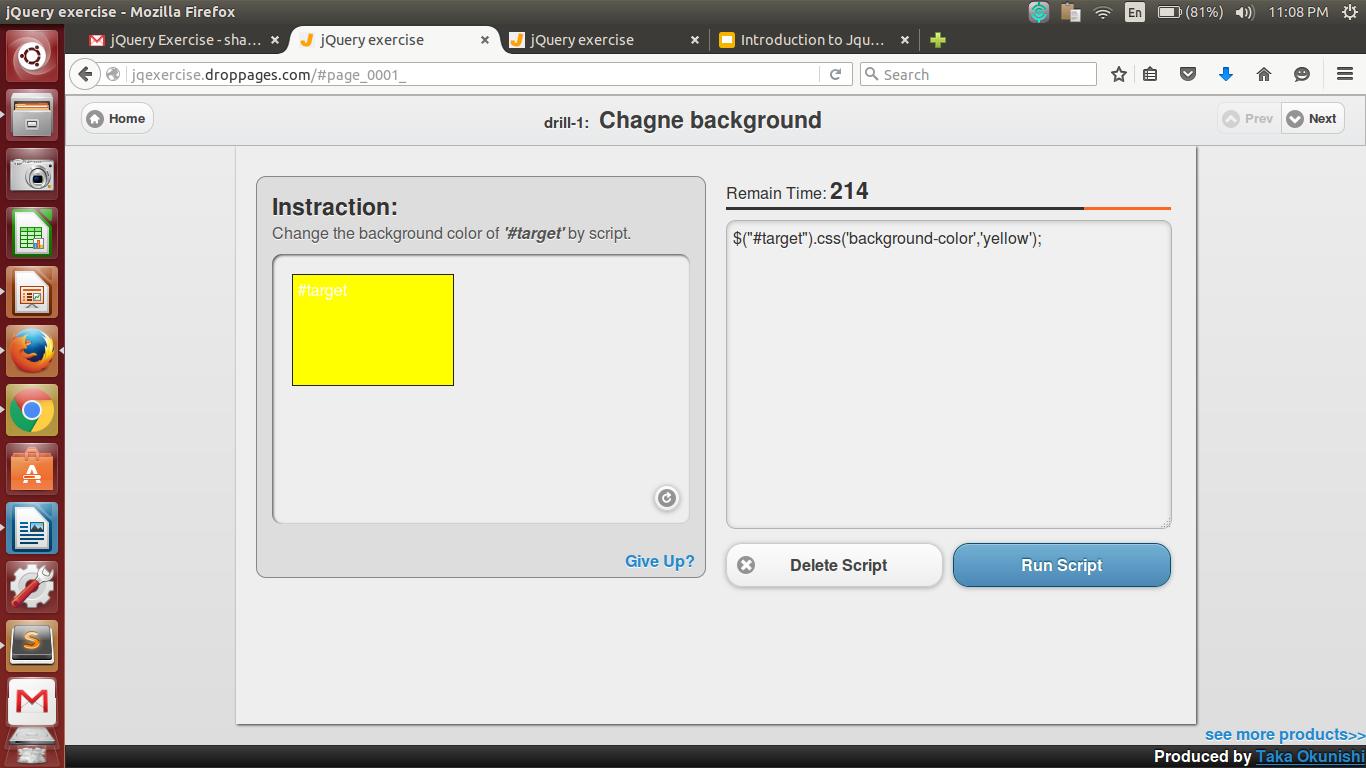 jQuery exercise - Mozilla Firefox
En (81%) 11:08 PM
jQuery Exercise - sha... × jQuery exercise × jQuery exercise × Introduction to Jqu... ×
jqexercise.droppages.com/#page_0001_ Search
Home drill-1: Chagne background Prev Next
Instraction:
Change the background color of '#target' by script.
#target
Give Up?
Remain Time: 214
$("#target").css('background-color','yellow');
Delete Script Run Script
see more products>>
Produced by Taka Okunishi